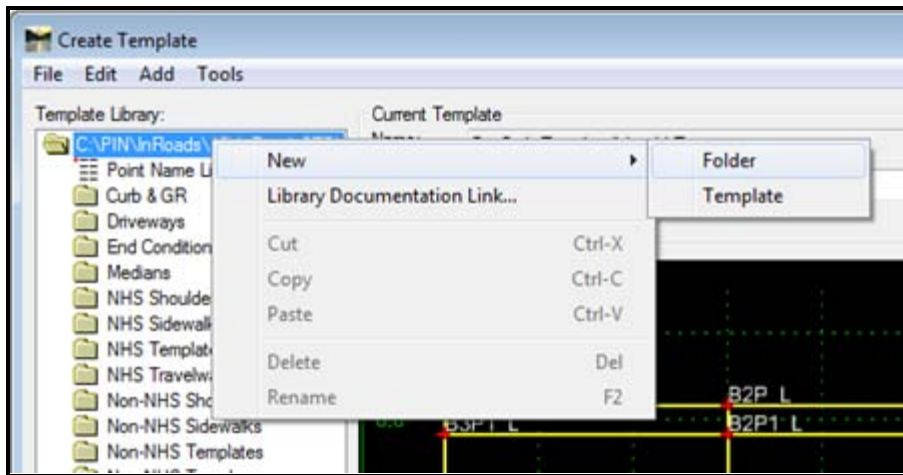 Create Template
File Edit Add Tools
Template Library:
Current Template
C:\PIN\InRoads\
New
Folder
Template
Point Name Li
Library Documentation Link...
Curb & GR
Driveways
Cut Ctrl-X
End Condition
Copy Ctrl-C
Medians
Paste Ctrl-V
NHS Shoulde
NHS Sidewalk
NHS Templat
Delete Del
NHS Travelwa
Rename F2
Non-NHS Sho
Non-NHS Sidewalks
Non-NHS Templates
B2P L
B3P1 L
B2P1 L